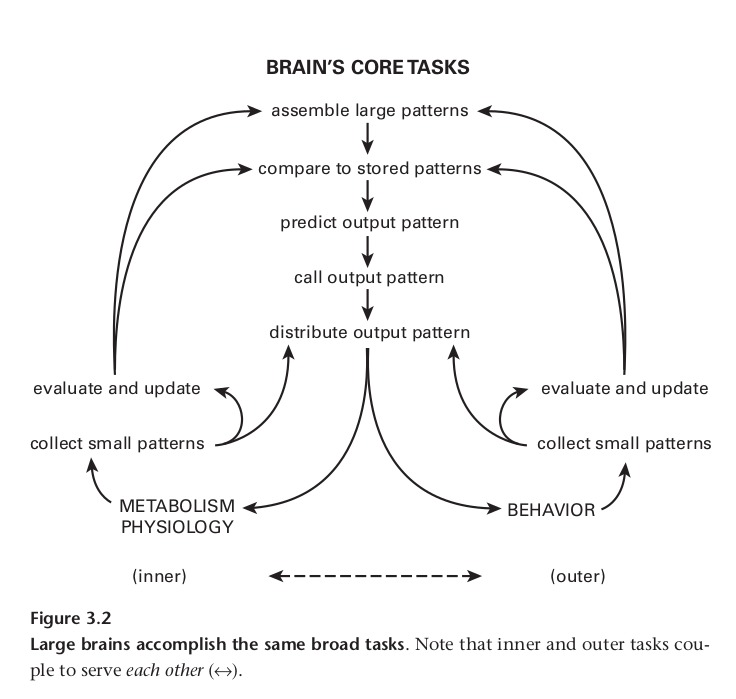 BRAIN'S CORE TASKS
assemble large patterns
compare to stored patterns
predict output pattern
call output pattern
distribute output pattern
evaluate and update
evaluate and update
collect small patterns
collect small patterns
METABOLISM
PHYSIOLOGY
BEHAVIOR
(inner)
(outer)
Figure 3.2
Large brains accomplish the same broad tasks. Note that inner and outer tasks cou-
ple to serve each other (↔).